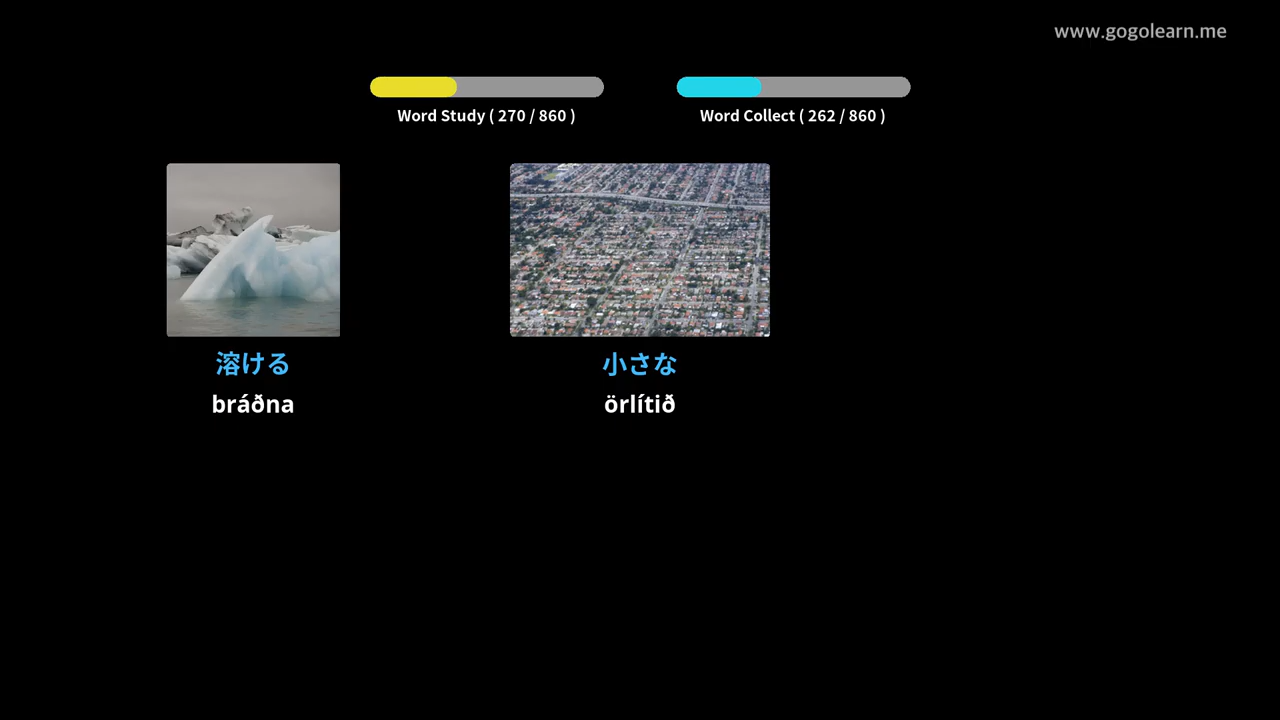 www.gogolearn.me
Word Study ( 270 / 860 )
Word Collect ( 262 / 860 )
溶ける
bráðna
小さな
örlítið